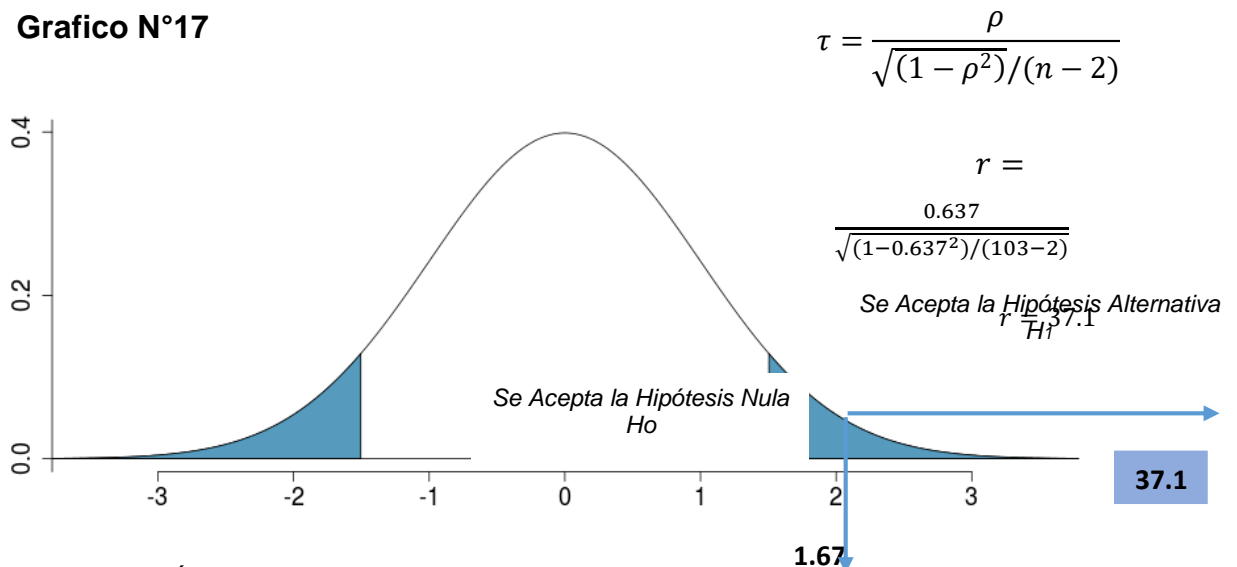 Grafico N°17
τ = ρ / √(1 − ρ²)/(n − 2)
r =
0.637 / √(1−0.637²)/(103−2)
Se Acepta la Hipótesis Alternativa
H1
r = 37.1
0.4
0.2
0.0
Se Acepta la Hipótesis Nula
Ho
-3 -2 -1 0 1 2 3
37.1
1.67